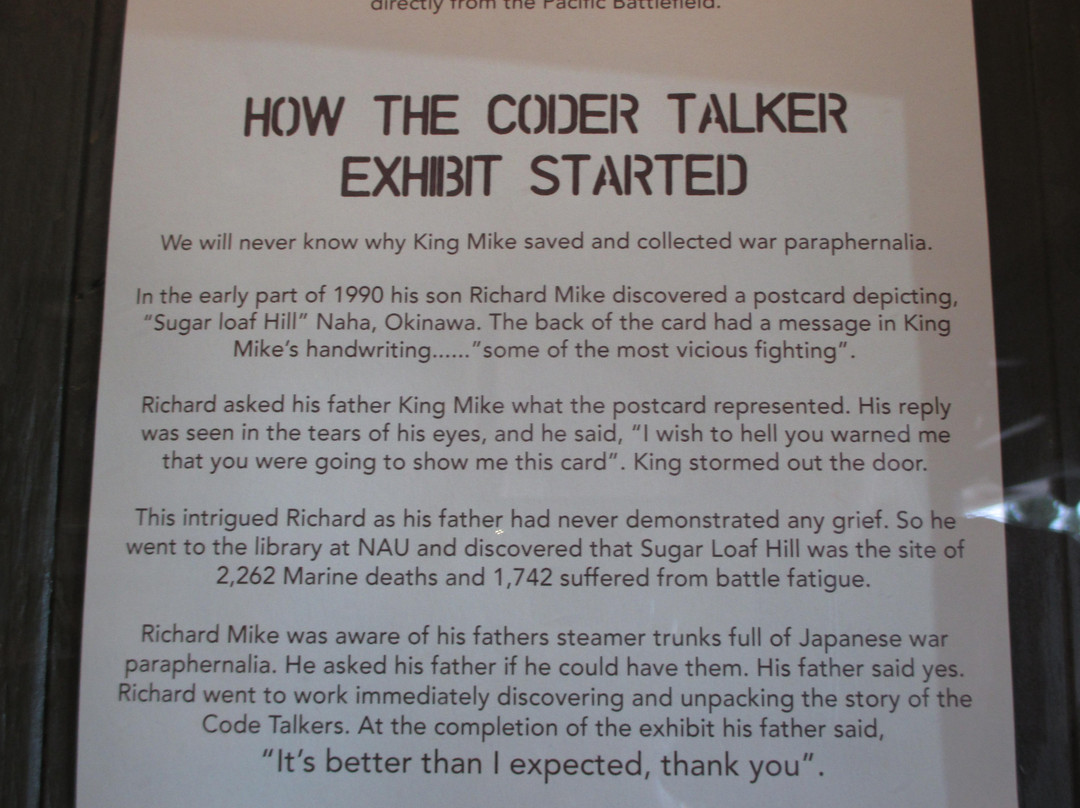 directly from the Pacific Battlefield.
HOW THE CODER TALKER
EXHIBIT STARTED
We will never know why King Mike saved and collected war paraphernalia.
In the early part of 1990 his son Richard Mike discovered a postcard depicting,
“Sugar loaf Hill” Naha, Okinawa. The back of the card had a message in King
Mike’s handwriting......”some of the most vicious fighting”.
Richard asked his father King Mike what the postcard represented. His reply
was seen in the tears of his eyes, and he said, “I wish to hell you warned me
that you were going to show me this card”. King stormed out the door.
This intrigued Richard as his father had never demonstrated any grief. So he
went to the library at NAU and discovered that Sugar Loaf Hill was the site of
2,262 Marine deaths and 1,742 suffered from battle fatigue.
Richard Mike was aware of his fathers steamer trunks full of Japanese war
paraphernalia. He asked his father if he could have them. His father said yes.
Richard went to work immediately discovering and unpacking the story of the
Code Talkers. At the completion of the exhibit his father said,
“It’s better than I expected, thank you”.